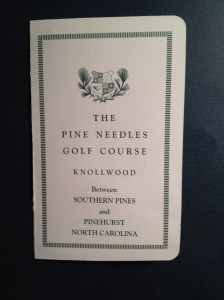 THE
PINE NEEDLES
GOLF COURSE
KNOLLWOOD
Between
SOUTHERN PINES
and
PINEHURST
NORTH CAROLINA